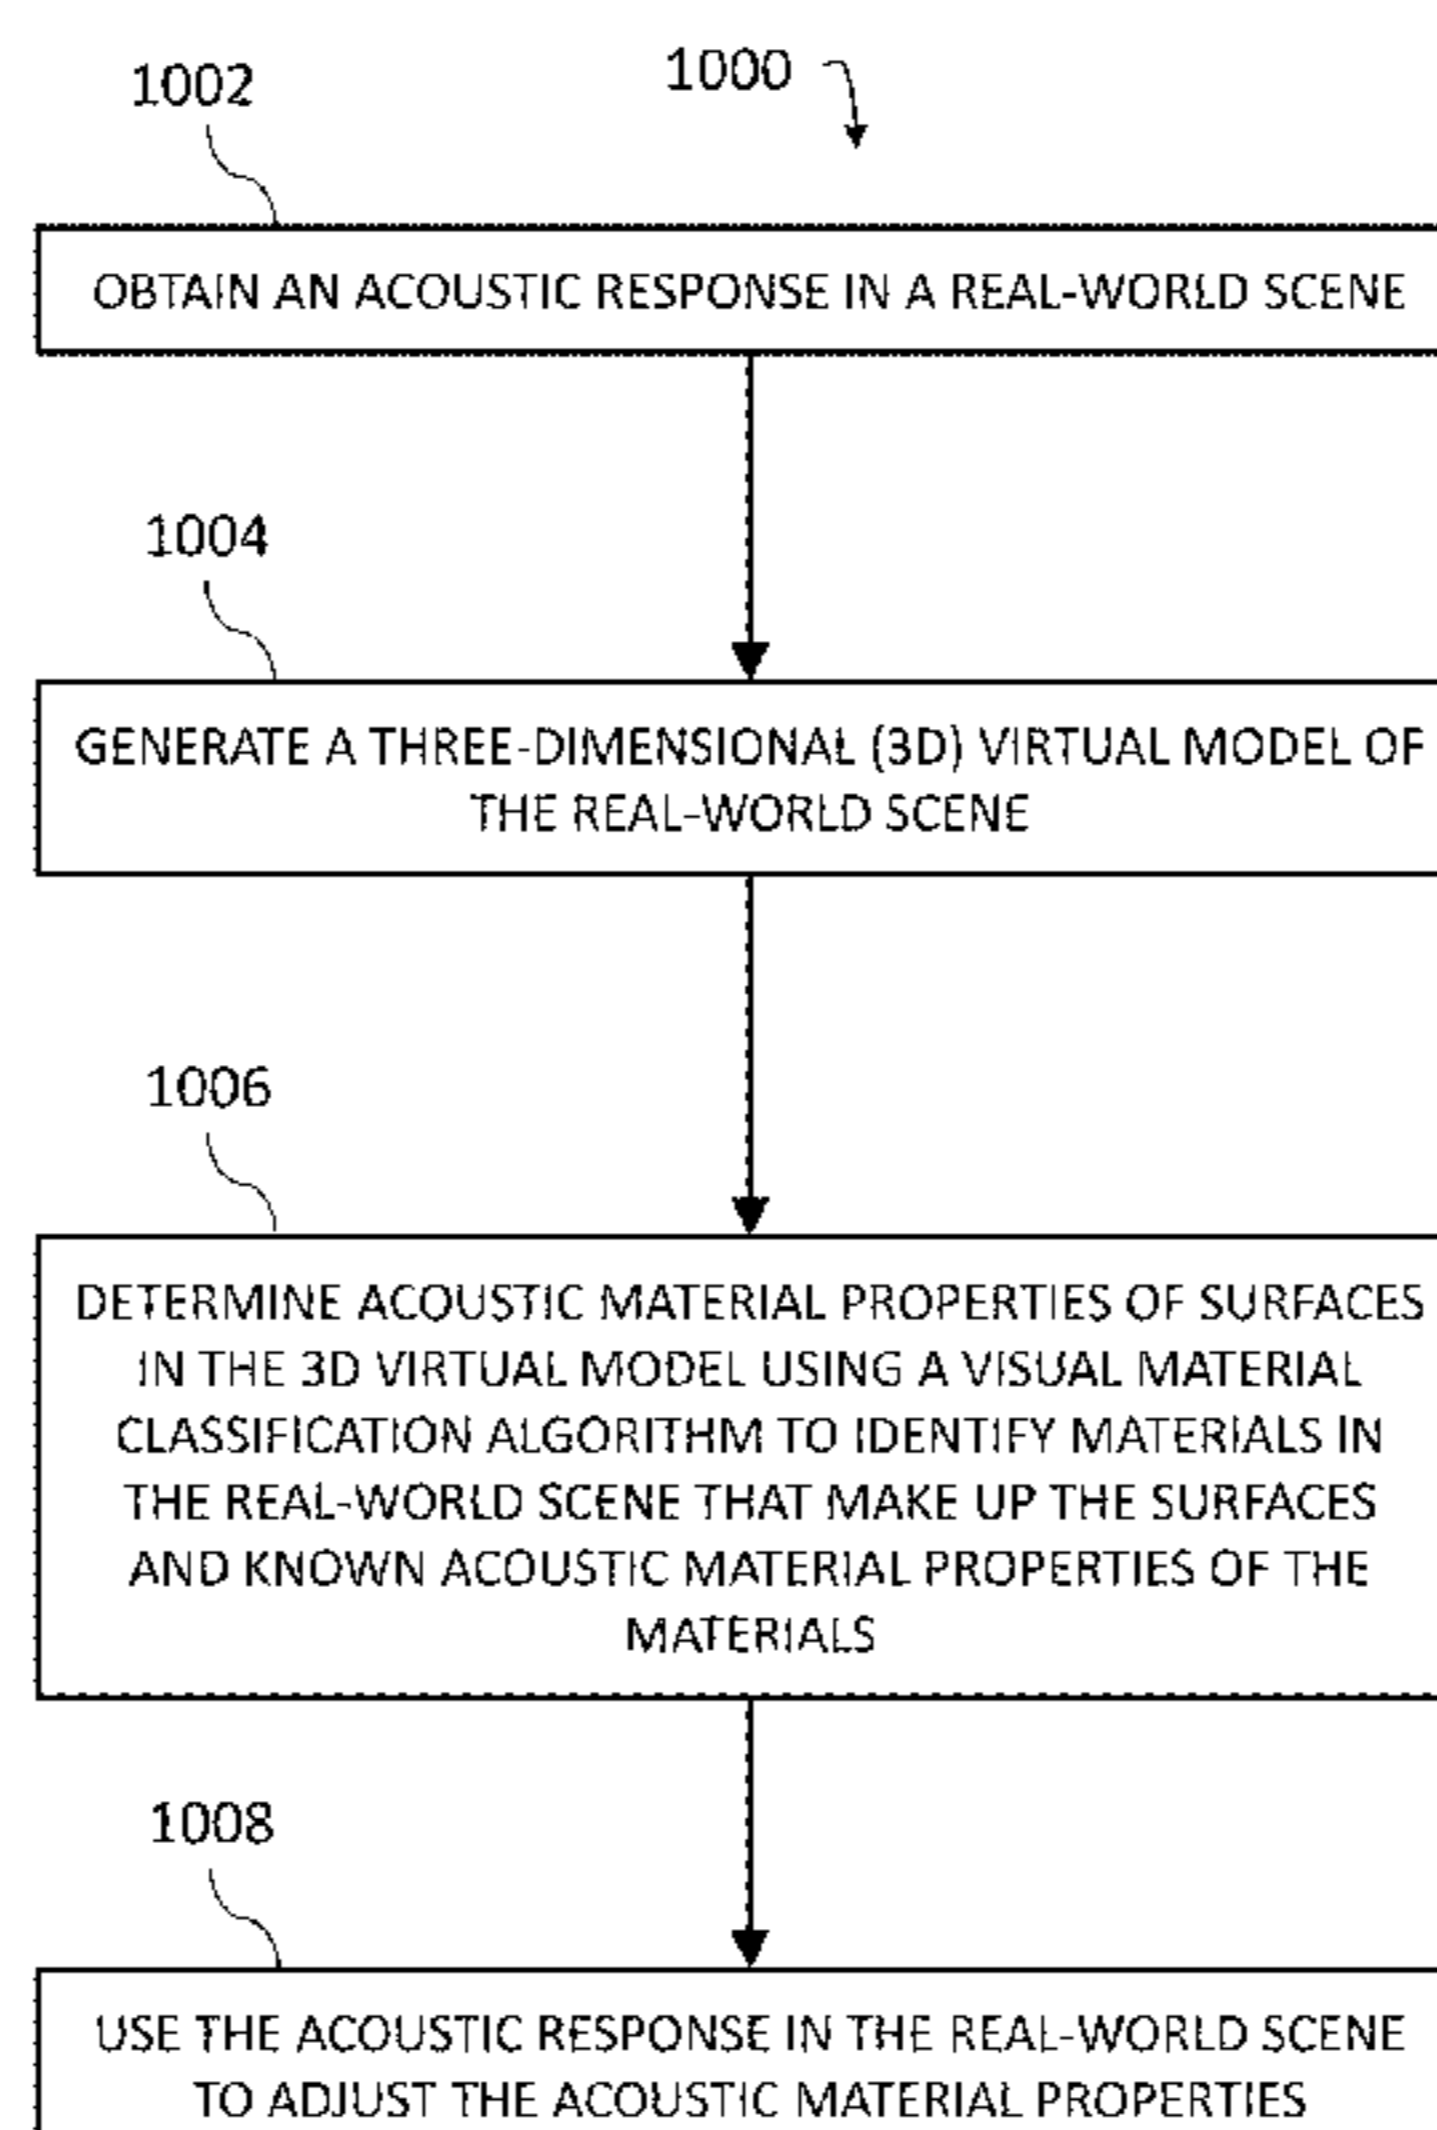 1000
1002
OBTAIN AN ACOUSTIC RESPONSE IN A REAL-WORLD SCENE
1004
GENERATE A THREE-DIMENSIONAL (3D) VIRTUAL MODEL OF
THE REAL-WORLD SCENE
1006
DETERMINE ACOUSTIC MATERIAL PROPERTIES OF SURFACES
IN THE 3D VIRTUAL MODEL USING A VISUAL MATERIAL
CLASSIFICATION ALGORITHM TO IDENTIFY MATERIALS IN
THE REAL-WORLD SCENE THAT MAKE UP THE SURFACES
AND KNOWN ACOUSTIC MATERIAL PROPERTIES OF THE
MATERIALS
1008
USE THE ACOUSTIC RESPONSE IN THE REAL-WORLD SCENE
TO ADJUST THE ACOUSTIC MATERIAL PROPERTIES